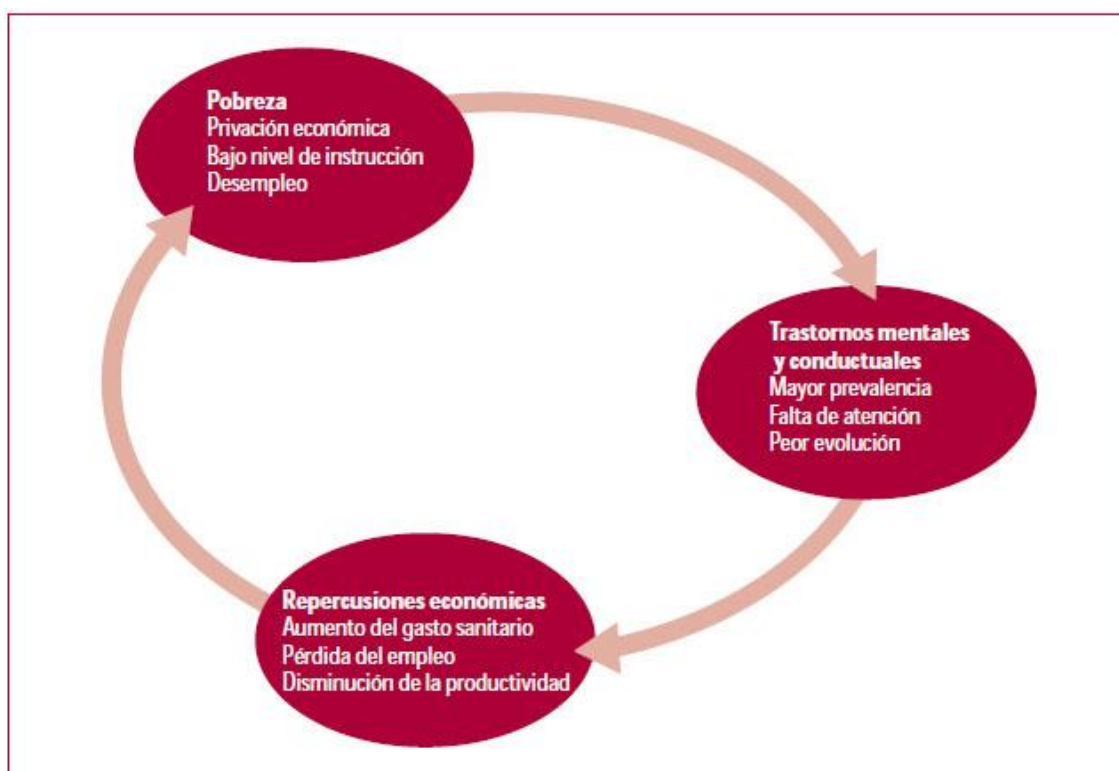 Pobreza
Privación económica
Bajo nivel de instrucción
Desempleo
Trastornos mentales
y conductuales
Mayor prevalencia
Falta de atención
Peor evolución
Repercusiones económicas
Aumento del gasto sanitario
Pérdida del empleo
Disminución de la productividad